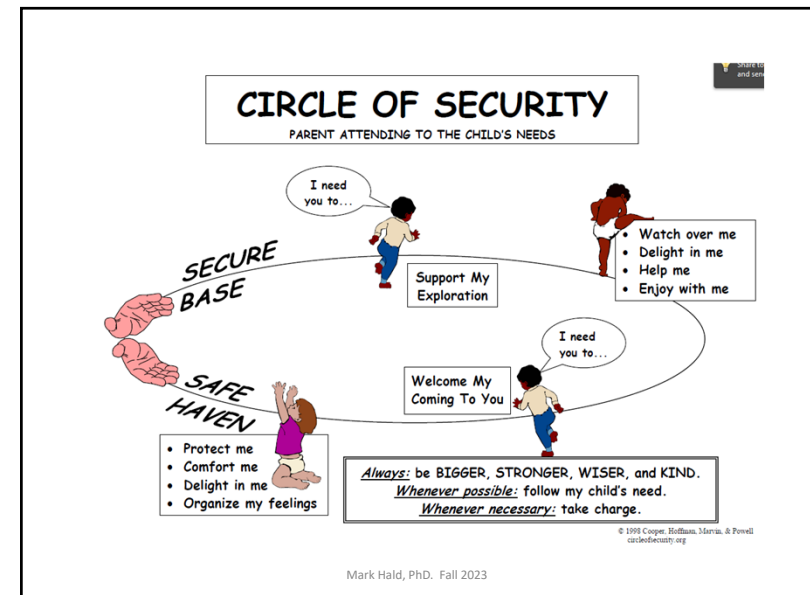 Share to
and send
CIRCLE OF SECURITY
PARENT ATTENDING TO THE CHILD'S NEEDS
I need
you to...
SECURE
BASE
Support My
Exploration
• Watch over me
• Delight in me
• Help me
• Enjoy with me
I need
you to...
Welcome My
Coming To You
SAFE
HAVEN
• Protect me
• Comfort me
• Delight in me
• Organize my feelings
Always: be BIGGER, STRONGER, WISER, and KIND.
Whenever possible: follow my child's need.
Whenever necessary: take charge.
© 1998 Cooper, Hoffman, Marvin, & Powell
circleofsecurity.org
Mark Hald, PhD. Fall 2023